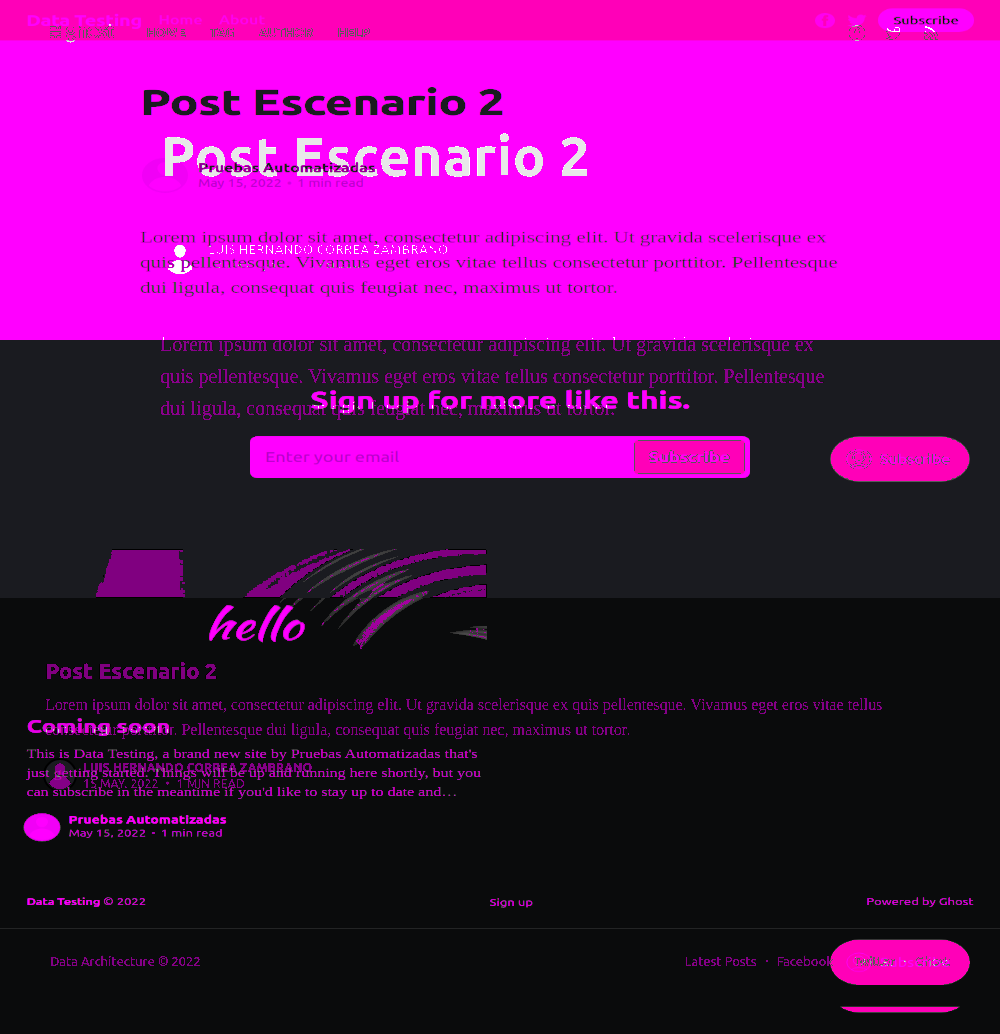 Data Testing Home About
Subscribe
Post Escenario 2
Post Escenario 2
Pruebas Automatizadas
May 15, 2022 • 1 min read
Lorem ipsum dolor sit amet, consectetur adipiscing elit. Ut gravida scelerisque ex
LUIS HERNANDO CORREA ZAMBRANO
quis pellentesque. Vivamus eget eros vitae tellus consectetur porttitor. Pellentesque
dui ligula, consequat quis feugiat nec, maximus ut tortor.
Lorem ipsum dolor sit amet, consectetur adipiscing elit. Ut gravida scelerisque ex
quis pellentesque. Vivamus eget eros vitae tellus consectetur porttitor. Pellentesque
Sign up for more like this.
dui ligula, consequat quis feugiat nec, maximus ut tortor.
Enter your email Subscribe
Subscribe
hello
Post Escenario 2
Lorem ipsum dolor sit amet, consectetur adipiscing elit. Ut gravida scelerisque ex quis pellentesque. Vivamus eget eros vitae tellus
Coming soon
consectetur porttitor. Pellentesque dui ligula, consequat quis feugiat nec, maximus ut tortor.
This is Data Testing, a brand new site by Pruebas Automatizadas that's
LUIS HERNANDO CORREA ZAMBRANO
just getting started. Things will be up and running here shortly, but you
15 MAY. 2022 • 1 MIN READ
can subscribe in the meantime if you'd like to stay up to date and…
Pruebas Automatizadas
May 15, 2022 • 1 min read
Data Testing © 2022 Sign up Powered by Ghost
Data Architecture © 2022 Latest Posts · Facebook